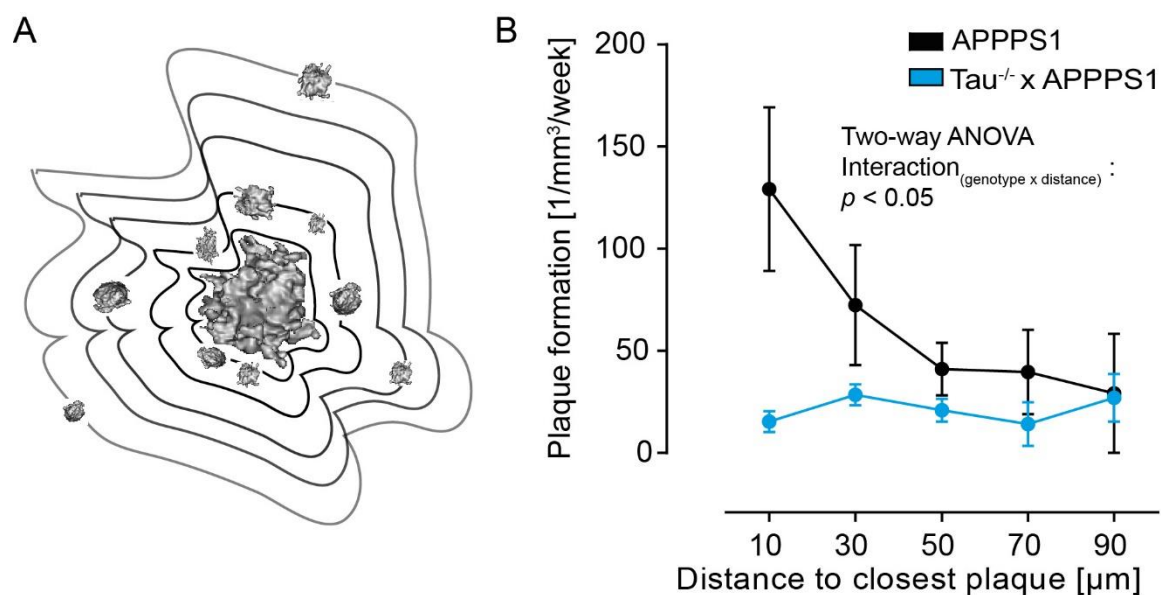 A
B
APPPS1
Tau-/- x APPPS1
Two-way ANOVA
Interaction(genotype x distance) :
p < 0.05
Plaque formation [1/mm³/week]
200
150
100
50
0
10 30 50 70 90
Distance to closest plaque [µm]